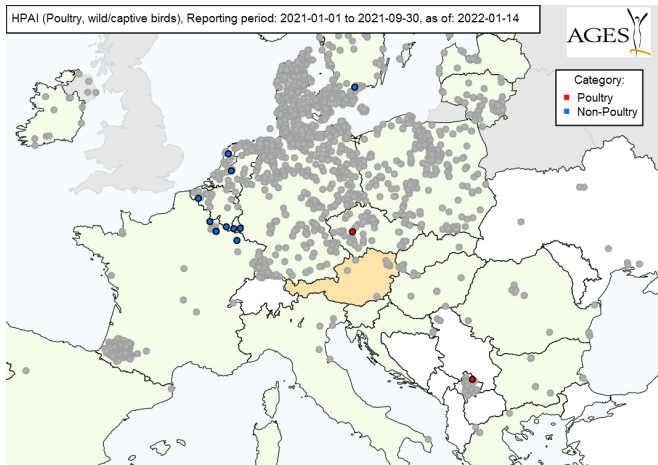 HPAI (Poultry, wild/captive birds), Reporting period: 2021-01-01 to 2021-09-30, as of: 2022-01-14
AGES
Category:
Poultry
Non-Poultry